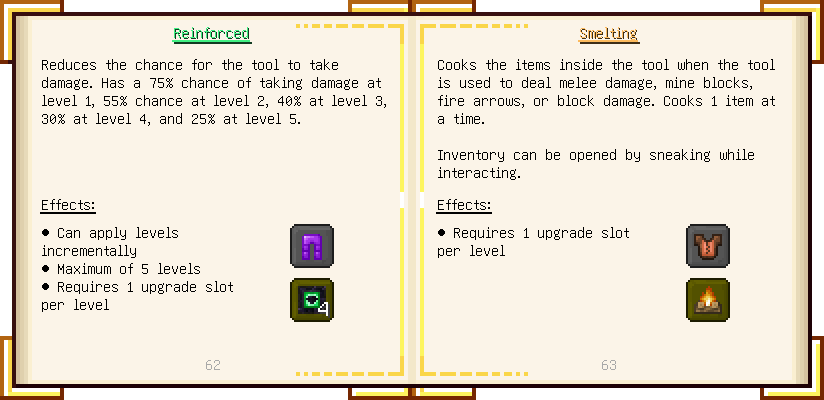 Reinforced
Reduces the chance for the tool to take
damage. Has a 75% chance of taking damage at
level 1, 55% chance at level 2, 40% at level 3,
30% at level 4, and 25% at level 5.
Effects:
● Can apply levels
incrementally
● Maximum of 5 levels
● Requires 1 upgrade slot
per level
4
62
Smelting
Cooks the items inside the tool when the tool
is used to deal melee damage, mine blocks,
fire arrows, or block damage. Cooks 1 item at
a time.
Inventory can be opened by sneaking while
interacting.
Effects:
● Requires 1 upgrade slot
per level
63